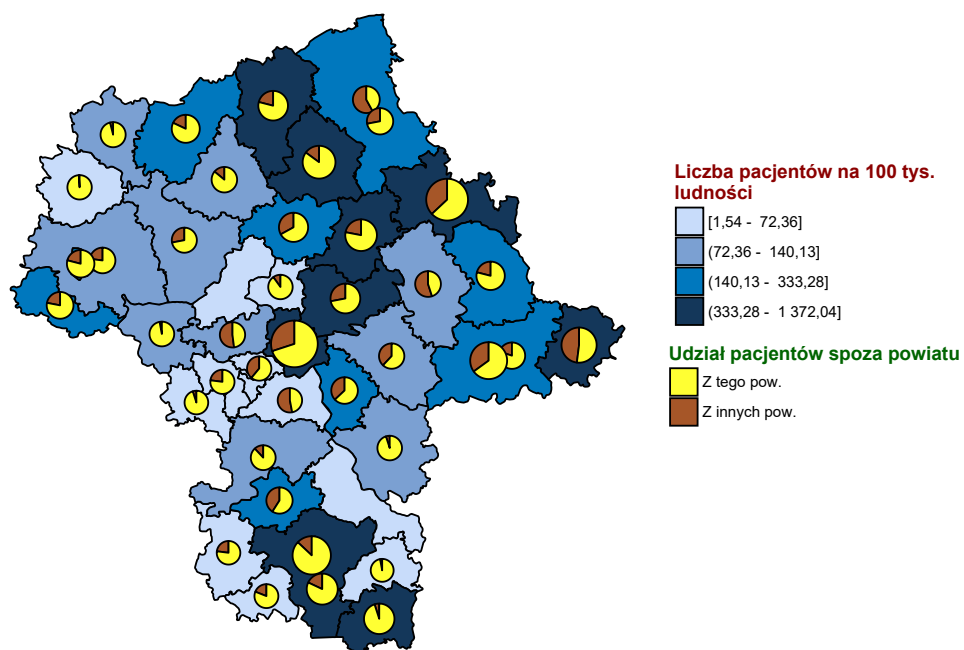 Liczba pacjentów na 100 tys.
ludności
[1,54 - 72,36]
(72,36 - 140,13]
(140,13 - 333,28]
(333,28 - 1 372,04]
Udział pacjentów spoza powiatu
Z tego pow.
Z innych pow.